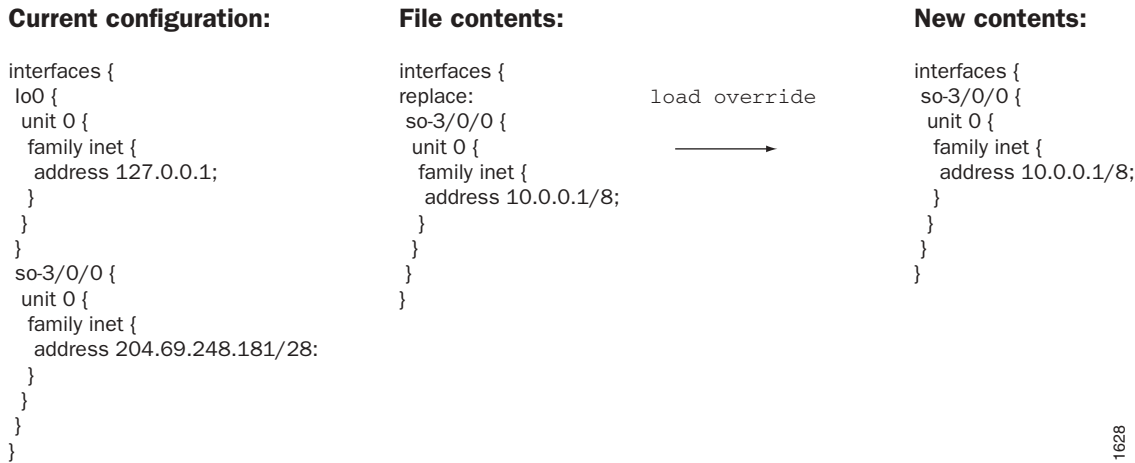 Current configuration:
interfaces {
lo0 {
unit 0 {
family inet {
address 127.0.0.1;
}
}
}
so-3/0/0 {
unit 0 {
family inet {
address 204.69.248.181/28:
}
}
}
}
File contents:
interfaces {
replace:
so-3/0/0 {
unit 0 {
family inet {
address 10.0.0.1/8;
}
}
}
}
load override
New contents:
interfaces {
so-3/0/0 {
unit 0 {
family inet {
address 10.0.0.1/8;
}
}
}
}
1628